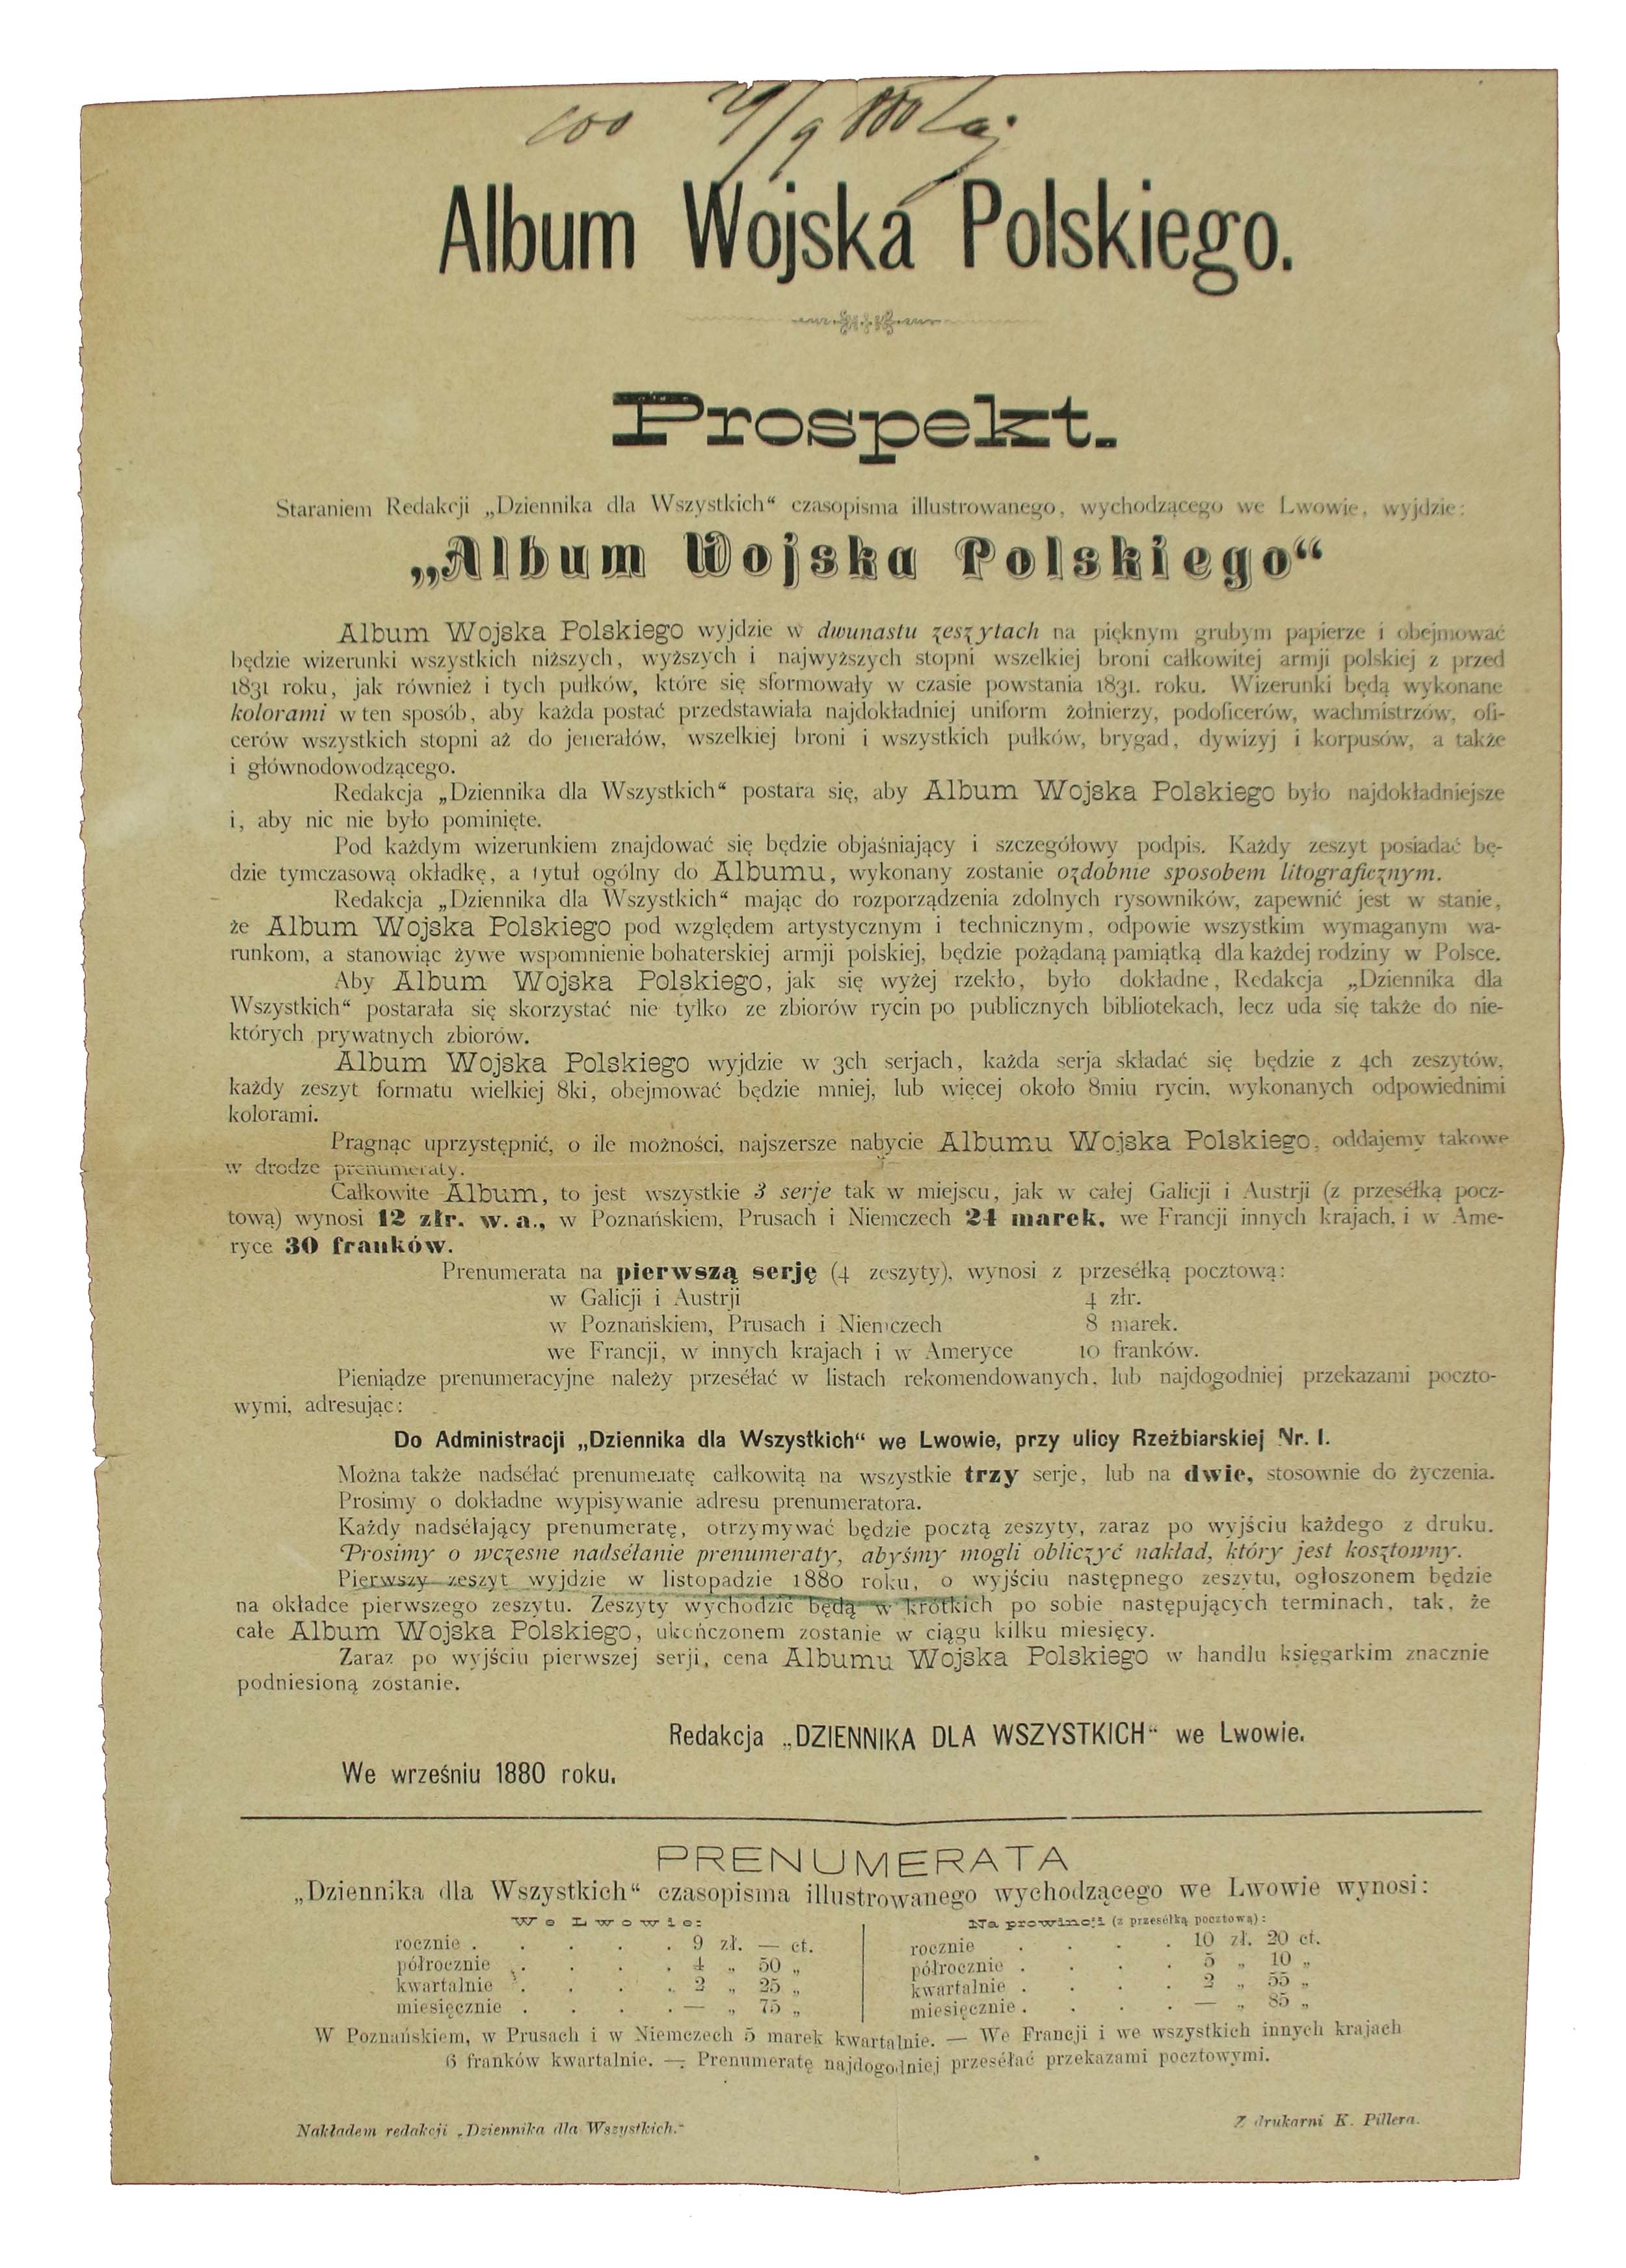 100
Album Wojska Polskiego.
Prospekt.
Staraniem Redakcji „Dziennika dla Wszystkich“ czasopisma illustrowanego, wychodzącego we Lwowie, wyjdzie:
„Album Wojska Polskiego“
Album Wojska Polskiego wyjdzie w dwunastu zeszytach na pięknym grubym papierze i obejmować
będzie wizerunki wszystkich niższych, wyższych i najwyższych stopni wszelkiej broni całkowitej armji polskiej z przed
1831 roku, jak również i tych pułków, które się sformowały w czasie powstania 1831. roku. Wizerunki będą wykonane
kolorami w ten sposób, aby każda postać przedstawiała najdokładniej uniform żołnierzy, podoficerów, wachmistrzów, ofi-
cerów wszystkich stopni aż do jenerałów, wszelkiej broni i wszystkich pułków, brygad, dywizyj i korpusów, a także
i głównodowodzącego.
Redakcja „Dziennika dla Wszystkich“ postara się, aby Album Wojska Polskiego było najdokładniejsze
i, aby nic nie było pominięte.
Pod każdym wizerunkiem znajdować się będzie objaśniający i szczegółowy podpis. Każdy zeszyt posiadać bę-
dzie tymczasową okładkę, a tytuł ogólny do Albumu, wykonany zostanie ozdobnie sposobem litograficznym.
Redakcja „Dziennika dla Wszystkich“ mając do rozporządzenia zdolnych rysowników, zapewnić jest w stanie,
że Album Wojska Polskiego pod względem artystycznym i technicznym, odpowie wszystkim wymaganym wa-
runkom, a stanowiąc żywe wspomnienie bohaterskiej armji polskiej, będzie pożądaną pamiątką dla każdej rodziny w Polsce.
Aby Album Wojska Polskiego, jak się wyżej rzekło, było dokładne, Redakcja „Dziennika dla
Wszystkich“ postarała się skorzystać nie tylko ze zbiorów rycin po publicznych bibliotekach, lecz uda się także do nie-
których prywatnych zbiorów.
Album Wojska Polskiego wyjdzie w 3ch serjach, każda serja składać się będzie z 4ch zeszytów,
każdy zeszyt formatu wielkiej 8ki, obejmować będzie mniej, lub więcej około 8miu rycin, wykonanych odpowiednimi
kolorami.
Pragnąc uprzystępnić, o ile możności, najszersze nabycie Albumu Wojska Polskiego, oddajemy takowe
w drodze prenumeraty.
Całkowite Album, to jest wszystkie 3 serje tak w miejscu, jak w całej Galicji i Austrji (z przesełką pocz-
tową) wynosi 12 złr. w. a., w Poznańskiem, Prusach i Niemczech 24 marek, we Francji innych krajach, i w Ame-
ryce 30 franków.
Prenumerata na pierwszą serję (4 zeszyty), wynosi z przesełką pocztową:
w Galicji i Austrji 4 złr.
w Poznańskiem, Prusach i Niemczech 8 marek.
we Francji, w innych krajach i w Ameryce 10 franków.
Pieniądze prenumeracyjne należy przesełać w listach rekomendowanych, lub najdogodniej przekazami poczto-
wymi, adresując:
Do Administracji „Dziennika dla Wszystkich“ we Lwowie, przy ulicy Rzeźbiarskiej Nr. I.
Można także nadséłać prenumeratę całkowitą na wszystkie trzy serje, lub na dwie, stosownie do życzenia.
Prosimy o dokładne wypisywanie adresu prenumeratora.
Każdy nadséłający prenumeratę, otrzymywać będzie pocztą zeszyty, zaraz po wyjściu każdego z druku.
Prosimy o wczesne nadséłanie prenumeraty, abyśmy mogli obliczyć nakład, który jest kosztowny.
Pierwszy zeszyt wyjdzie w listopadzie 1880 roku, o wyjściu następnego zeszytu, ogłoszonem będzie
na okładce pierwszego zeszytu. Zeszyty wychodzić będą w krótkich po sobie następujących terminach, tak, że
całe Album Wojska Polskiego, ukończonem zostanie w ciągu kilku miesięcy.
Zaraz po wyjściu pierwszej serji, cena Albumu Wojska Polskiego w handlu księgarkim znacznie
podniesioną zostanie.
Redakcja „DZIENNIKA DLA WSZYSTKICH“ we Lwowie.
We wrześniu 1880 roku.
PRENUMERATA
„Dziennika dla Wszystkich“ czasopisma illustrowanego wychodzącego we Lwowie wynosi:
We Lwowie:
rocznie . . . . . 9 zł. — ct.
półrocznie . . . . . 4 „ 50 „
kwartalnie . . . . . 2 „ 25 „
miesięcznie . . . . . — „ 75 „
Na prowincji (z przesełką pocztową):
rocznie . . . . 10 zł. 20 ct.
półrocznie . . . . . 5 „ 10 „
kwartalnie . . . . . 2 „ 55 „
miesięcznie . . . . . — „ 85 „
W Poznańskiem, w Prusach i w Niemczech 5 marek kwartalnie. — We Francji i we wszystkich innych krajach
6 franków kwartalnie. — Prenumeratę najdogodniej przesełać przekazami pocztowymi.
Nakładem redakcji „Dziennika dla Wszystkich.“
Z drukarni K. Pillera.